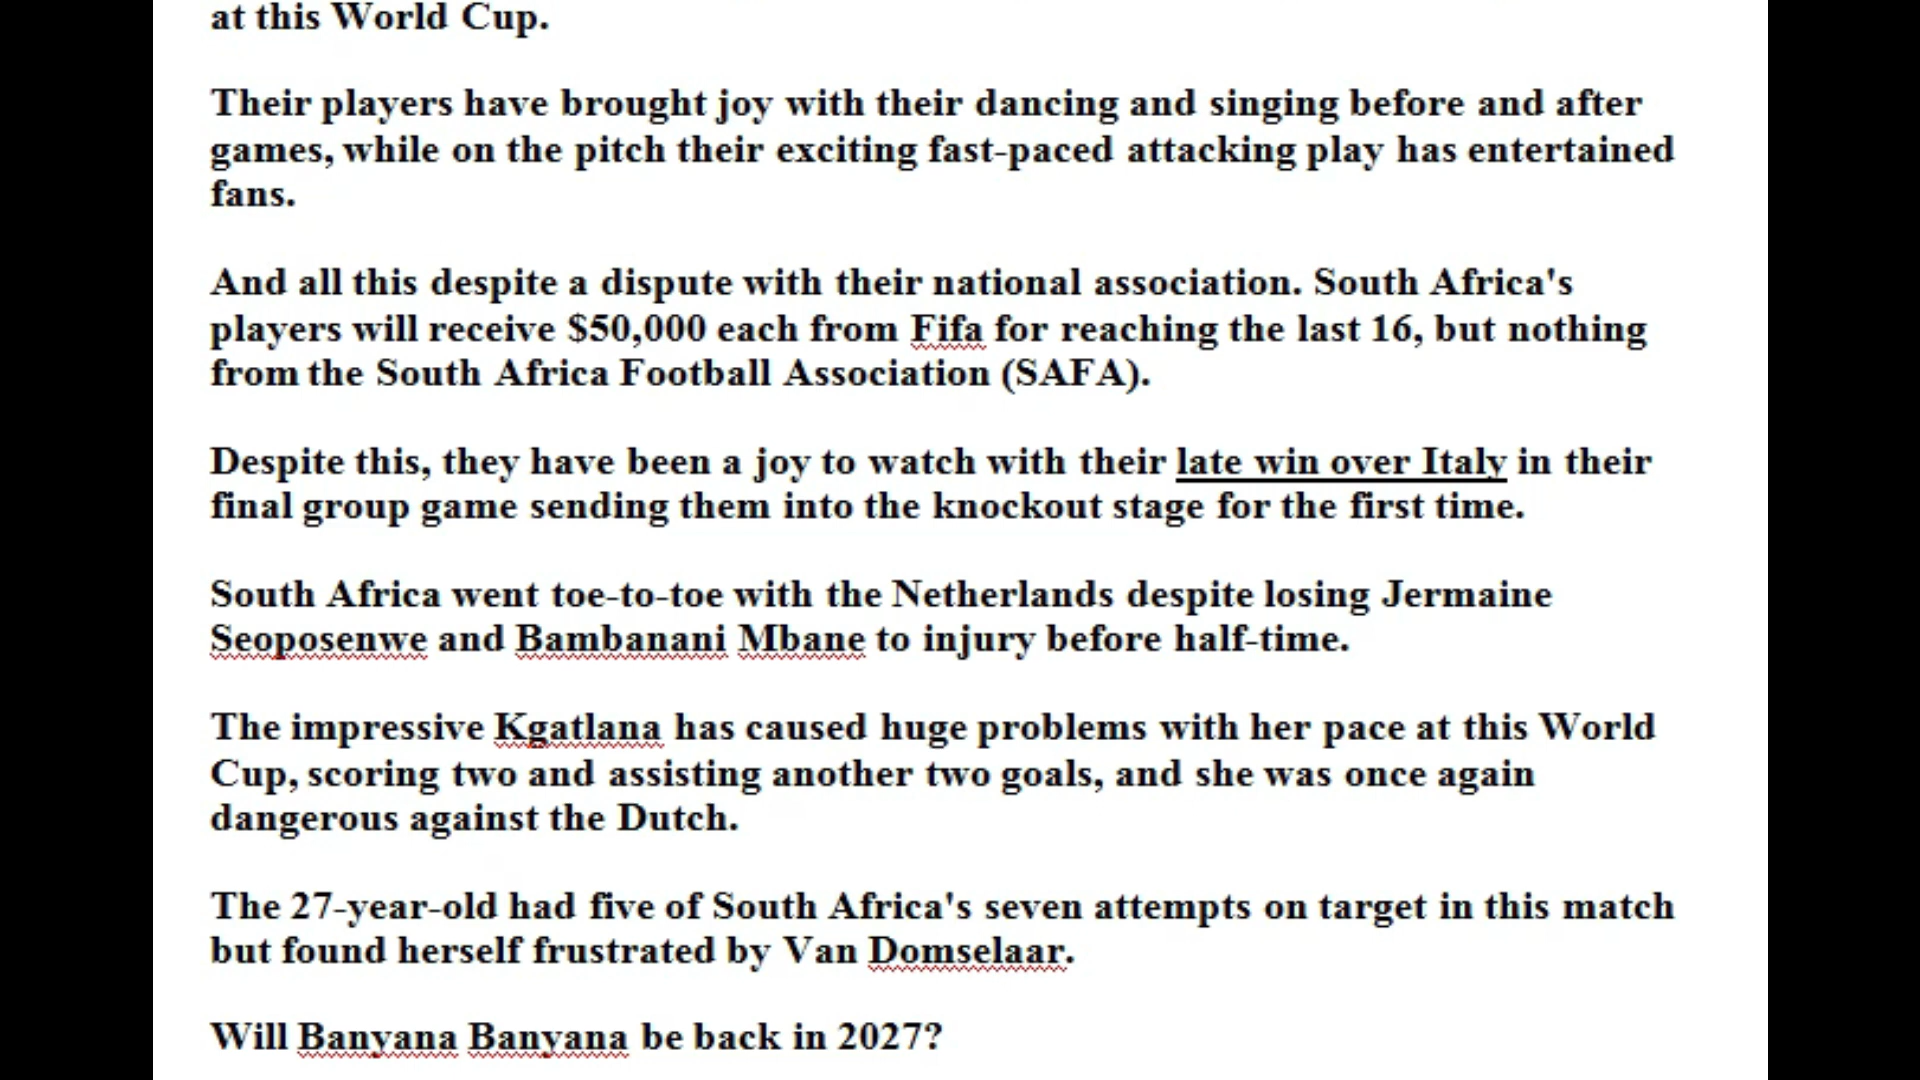 at this World Cup.
Their players have brought joy with their dancing and singing before and after
games, while on the pitch their exciting fast-paced attacking play has entertained
fans.
And all this despite a dispute with their national association. South Africa's
players will receive $50,000 each from Fifa for reaching the last 16, but nothing
from the South Africa Football Association (SAFA).
Despite this, they have been a joy to watch with their late win over Italy in their
final group game sending them into the knockout stage for the first time.
South Africa went toe-to-toe with the Netherlands despite losing Jermaine
Seoposenwe and Bambanani Mbane to injury before half-time.
The impressive Kgatlana has caused huge problems with her pace at this World
Cup, scoring two and assisting another two goals, and she was once again
dangerous against the Dutch.
The 27-year-old had five of South Africa's seven attempts on target in this match
but found herself frustrated by Van Domselaar.
Will Banyana Banyana be back in 2027?